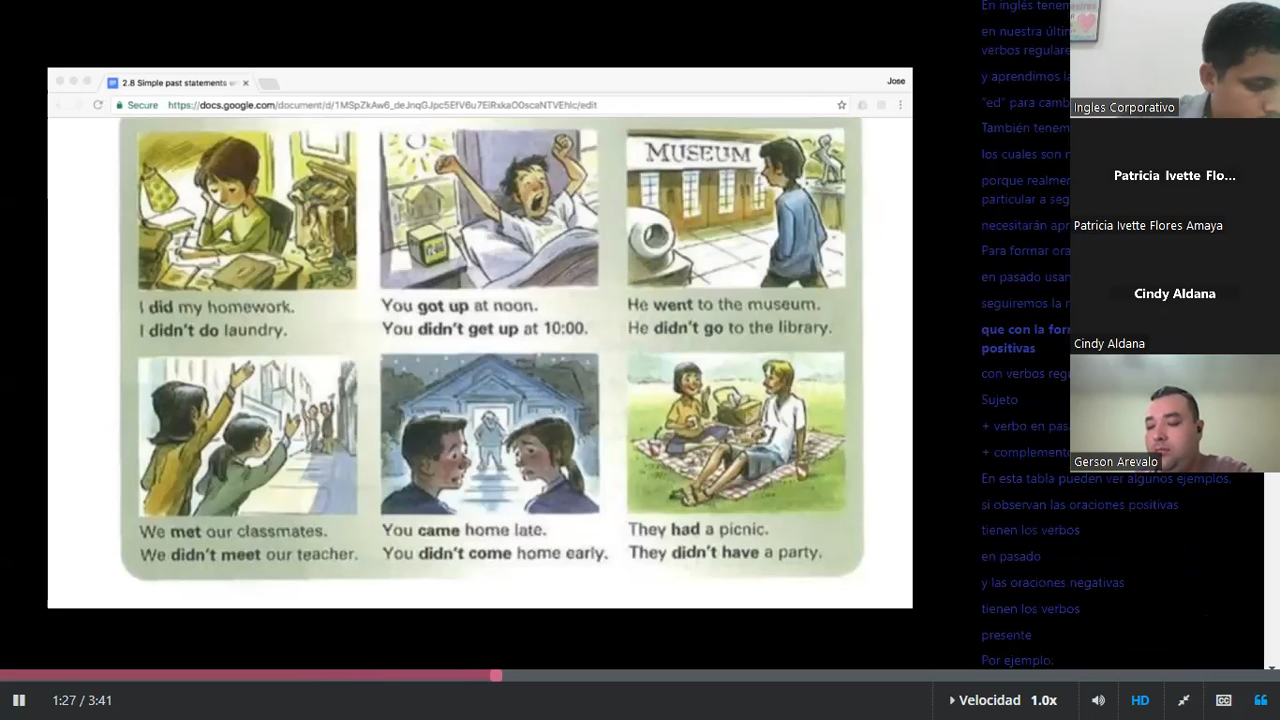 2.8 Simple past statements w
Jose
Secure
https://docs.google.com/document/d/1MSpZkAw6_deJnqGJpc5EfV6u7EiRxkaO0scaNTVEhIc/edit
MUSEUM
I did my homework.
I didn't do laundry.
You got up at noon.
You didn't get up at 10:00.
He went to the museum.
He didn't go to the library.
We met our classmates.
We didn't meet our teacher.
You came home late.
You didn't come home early.
They had a picnic.
They didn't have a party.
En inglés tenem
en nuestra últin
verbos regulare
y aprendimos la
"ed" para camb
También tenem
los cuales son r
porque realmen
particular a seg
necesitarán apr
Para formar ora
en pasado usan
seguiremos la r
que con la forn
positivas
con verbos regu
Sujeto
+ verbo en pas
+ complemento
En esta tabla pueden ver algunos ejemplos,
si observan las oraciones positivas
tienen los verbos
en pasado
y las oraciones negativas
tienen los verbos
presente
Por ejemplo:
Ingles Corporativo
Patricia Ivette Flo...
Patricia Ivette Flores Amaya
Cindy Aldana
Cindy Aldana
Gerson Arevalo
1:27 / 3:41
Velocidad 1.0x
HD
CC